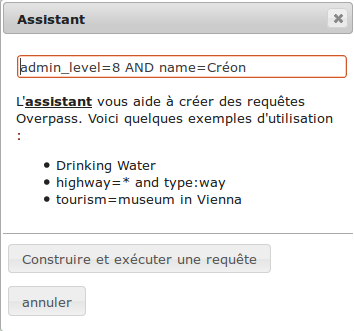 Assistant
admin_level=8 AND name=Créon
L'assistant vous aide à créer des requêtes
Overpass. Voici quelques exemples d'utilisation
:
• Drinking Water
• highway=* and type:way
• tourism=museum in Vienna
Construire et exécuter une requête
annuler